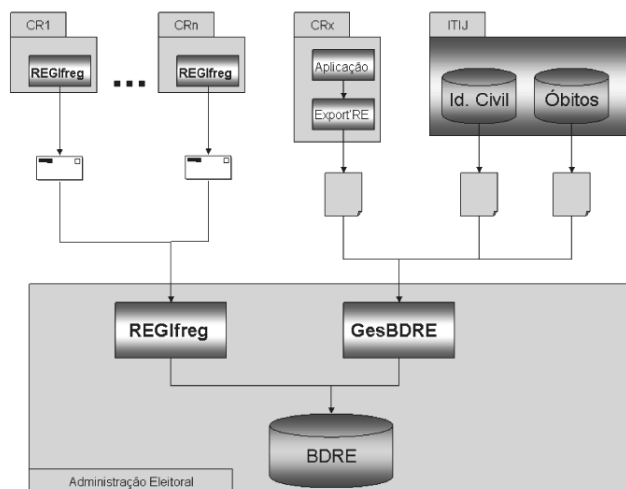 CR1
CRn
CRx
ITIJ
REGIfreg
REGIfreg
Aplicação
Export'RE
Id. Civil
Óbitos
REGIfreg
GesBDRE
BDRE
Administração Eleitoral